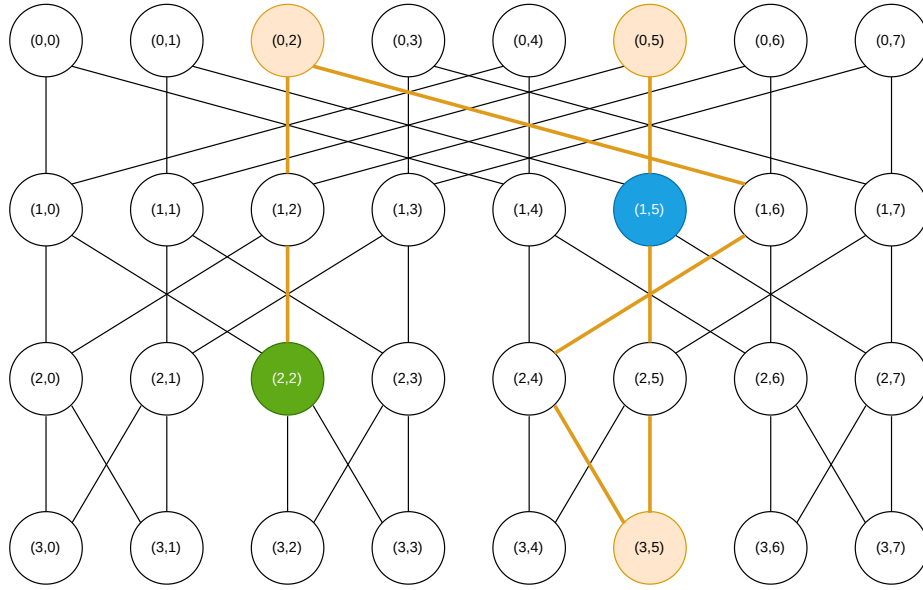 (0,0) (0,1) (0,2) (0,3) (0,4) (0,5) (0,6) (0,7)
(1,0) (1,1) (1,2) (1,3) (1,4) (1,5) (1,6) (1,7)
(2,0) (2,1) (2,2) (2,3) (2,4) (2,5) (2,6) (2,7)
(3,0) (3,1) (3,2) (3,3) (3,4) (3,5) (3,6) (3,7)